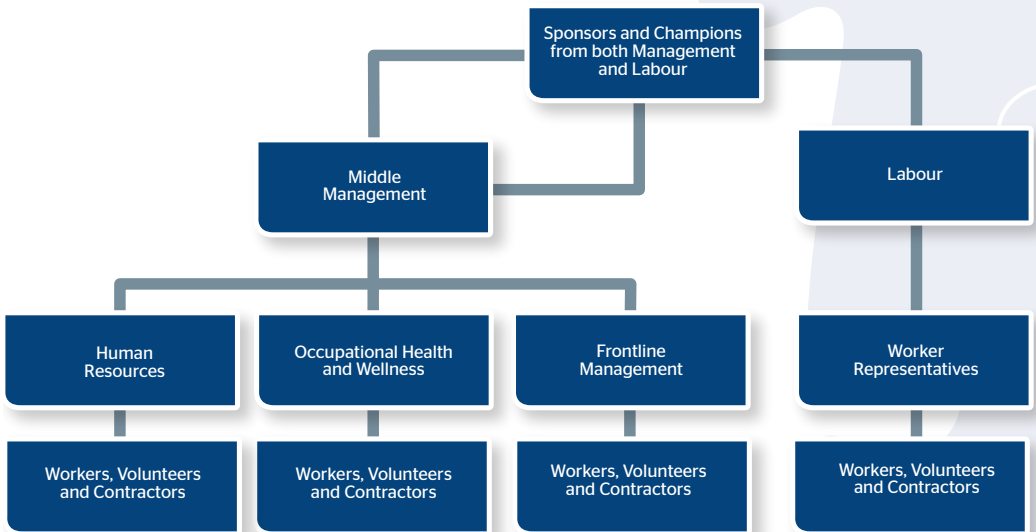 Sponsors and Champions
from both Management
and Labour
Middle
Management
Labour
Human
Resources
Occupational Health
and Wellness
Frontline
Management
Worker
Representatives
Workers, Volunteers
and Contractors
Workers, Volunteers
and Contractors
Workers, Volunteers
and Contractors
Workers, Volunteers
and Contractors